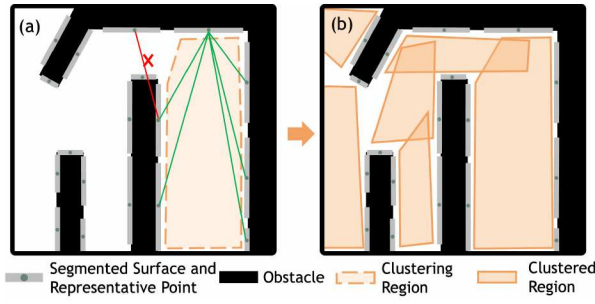 (a)
(b)
Segmented Surface and
Representative Point
Obstacle
Clustering
Region
Clustered
Region